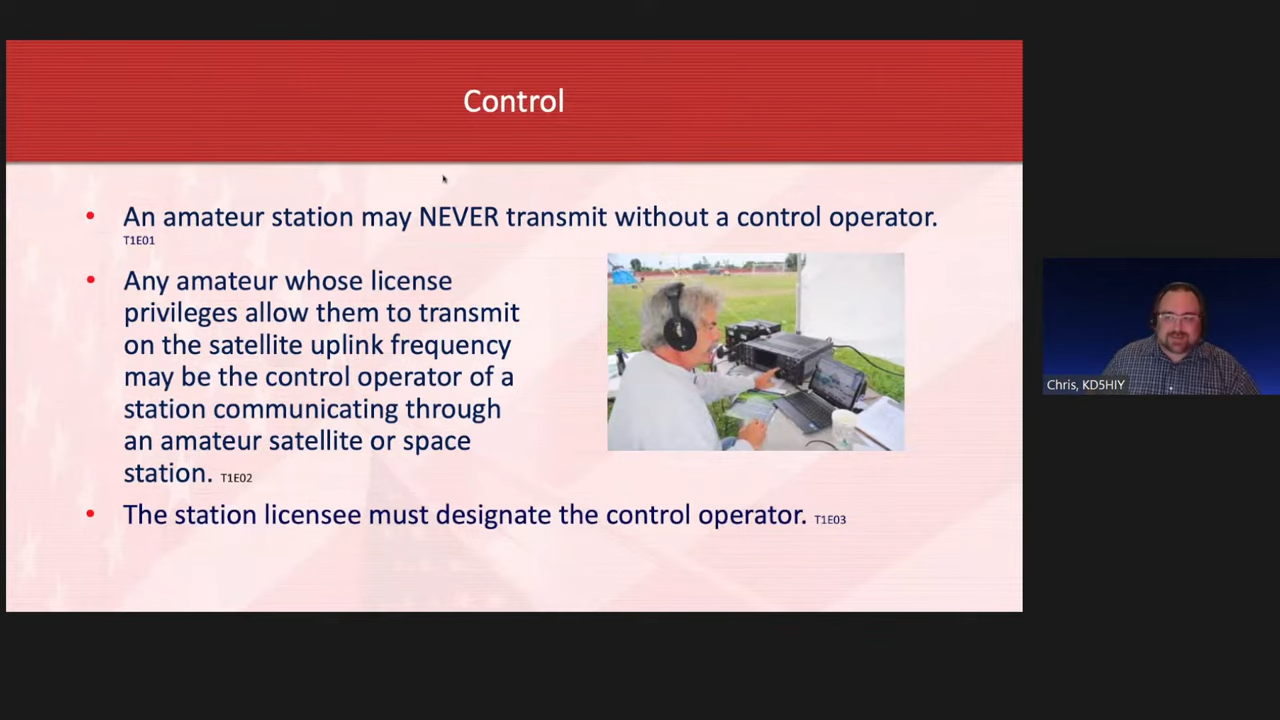 Control
An amateur station may NEVER transmit without a control operator.
T1E01
Any amateur whose license
privileges allow them to transmit
on the satellite uplink frequency
may be the control operator of a
station communicating through
an amateur satellite or space
station. T1E02
The station licensee must designate the control operator. T1E03
Chris, KD5HIY